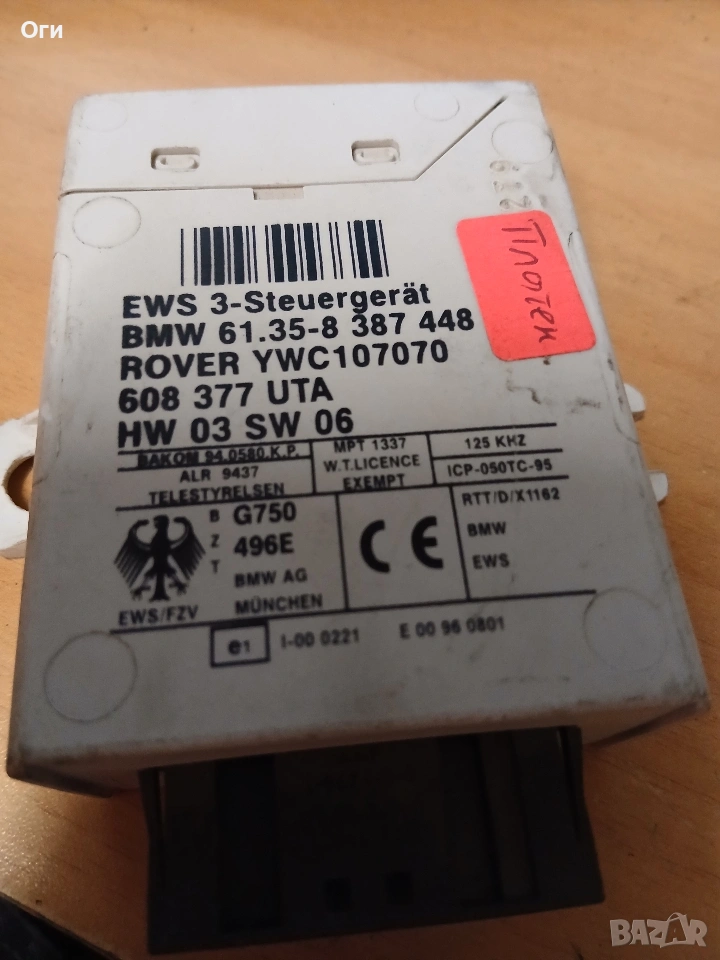 Оги
EWS 3-Steuergerät
BMW 61.35-8 387 448
ROVER YWC107070
608 377 UTA
HW 03 SW 06
BAKOM 94.0580.K.P.
ALR 9437
TELESTYRELSEN
MPT 1337
W.T.LICENCE
EXEMPT
125 KHZ
ICP-050TC-95
BZT
G750
496E
BMW AG
MÜNCHEN
EWS/FZV
CE
RTT/D/X1162
BMW
EWS
e1
I-00 0221
E 00 96 0801
BAZAR